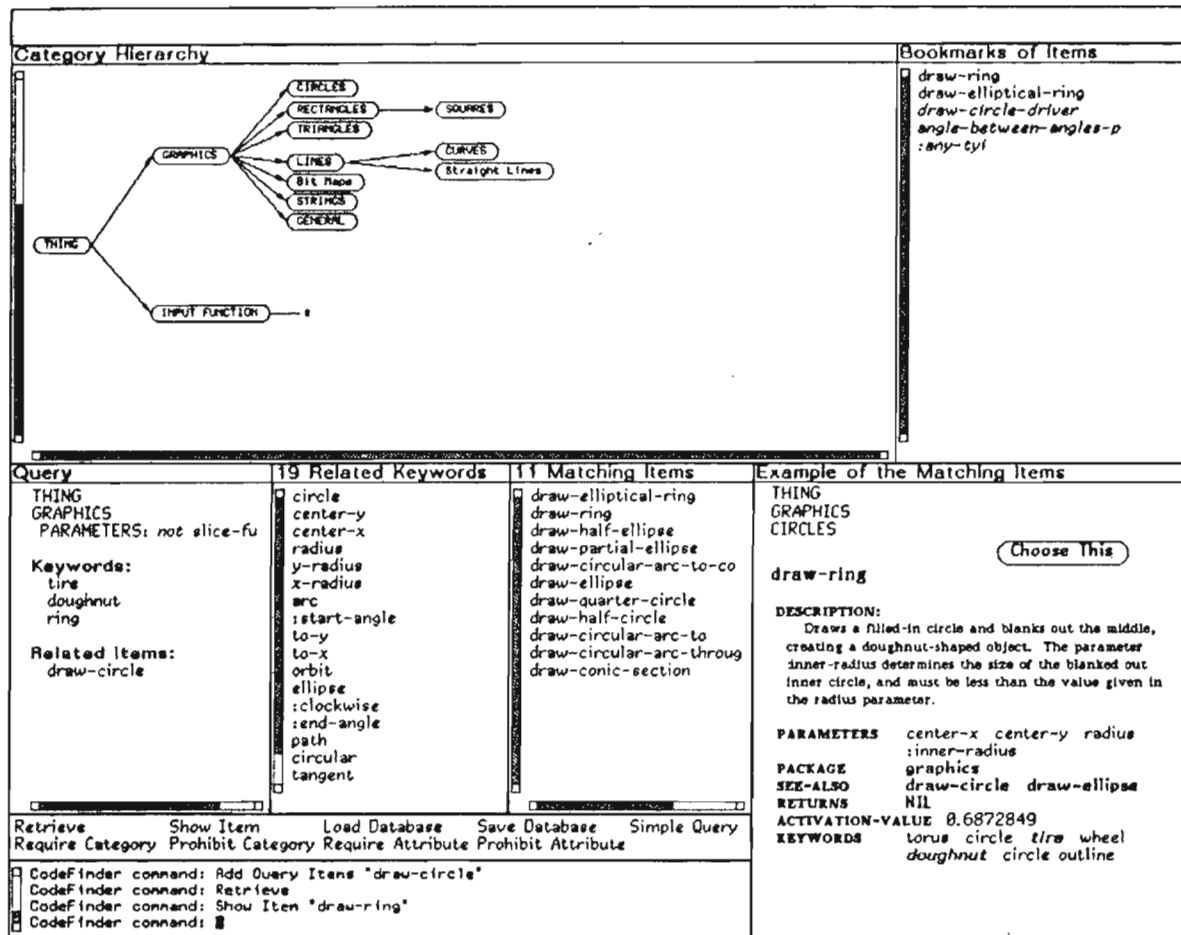 Category Hierarchy
CIRCLES
RECTANGLES
SQUARES
TRIANGLES
GRAPHICS
LINES
CURVES
Straight Lines
Bit Maps
STRINGS
GENERAL
THING
INPUT FUNCTION
Bookmarks of Items
draw-ring
draw-elliptical-ring
draw-circle-driver
angle-between-angles-p
:any-tyi
Query
THING
GRAPHICS
PARAMETERS: not slice-fu
Keywords:
tire
doughnut
ring
Related Items:
draw-circle
19 Related Keywords
circle
center-y
center-x
radius
y-radius
x-radius
arc
:start-angle
to-y
to-x
orbit
ellipse
:clockwise
:end-angle
path
circular
tangent
11 Matching Items
draw-elliptical-ring
draw-ring
draw-half-ellipse
draw-partial-ellipse
draw-circular-arc-to-co
draw-ellipse
draw-quarter-circle
draw-half-circle
draw-circular-arc-to
draw-circular-arc-throug
draw-conic-section
Example of the Matching Items
THING
GRAPHICS
CIRCLES
Choose This
draw-ring
DESCRIPTION:
Draws a filled-in circle and blanks out the middle,
creating a doughnut-shaped object. The parameter
inner-radius determines the size of the blanked out
inner circle, and must be less than the value given in
the radius parameter.
PARAMETERS center-x center-y radius
:inner-radius
PACKAGE graphics
SEE-ALSO draw-circle draw-ellipse
RETURNS NIL
ACTIVATION-VALUE 0.6872849
KEYWORDS torus circle tire wheel
doughnut circle outline
Retrieve Show Item Load Database Save Database Simple Query
Require Category Prohibit Category Require Attribute Prohibit Attribute
CodeFinder command: Add Query Items "draw-circle"
CodeFinder command: Retrieve
CodeFinder command: Show Item "draw-ring"
CodeFinder command: